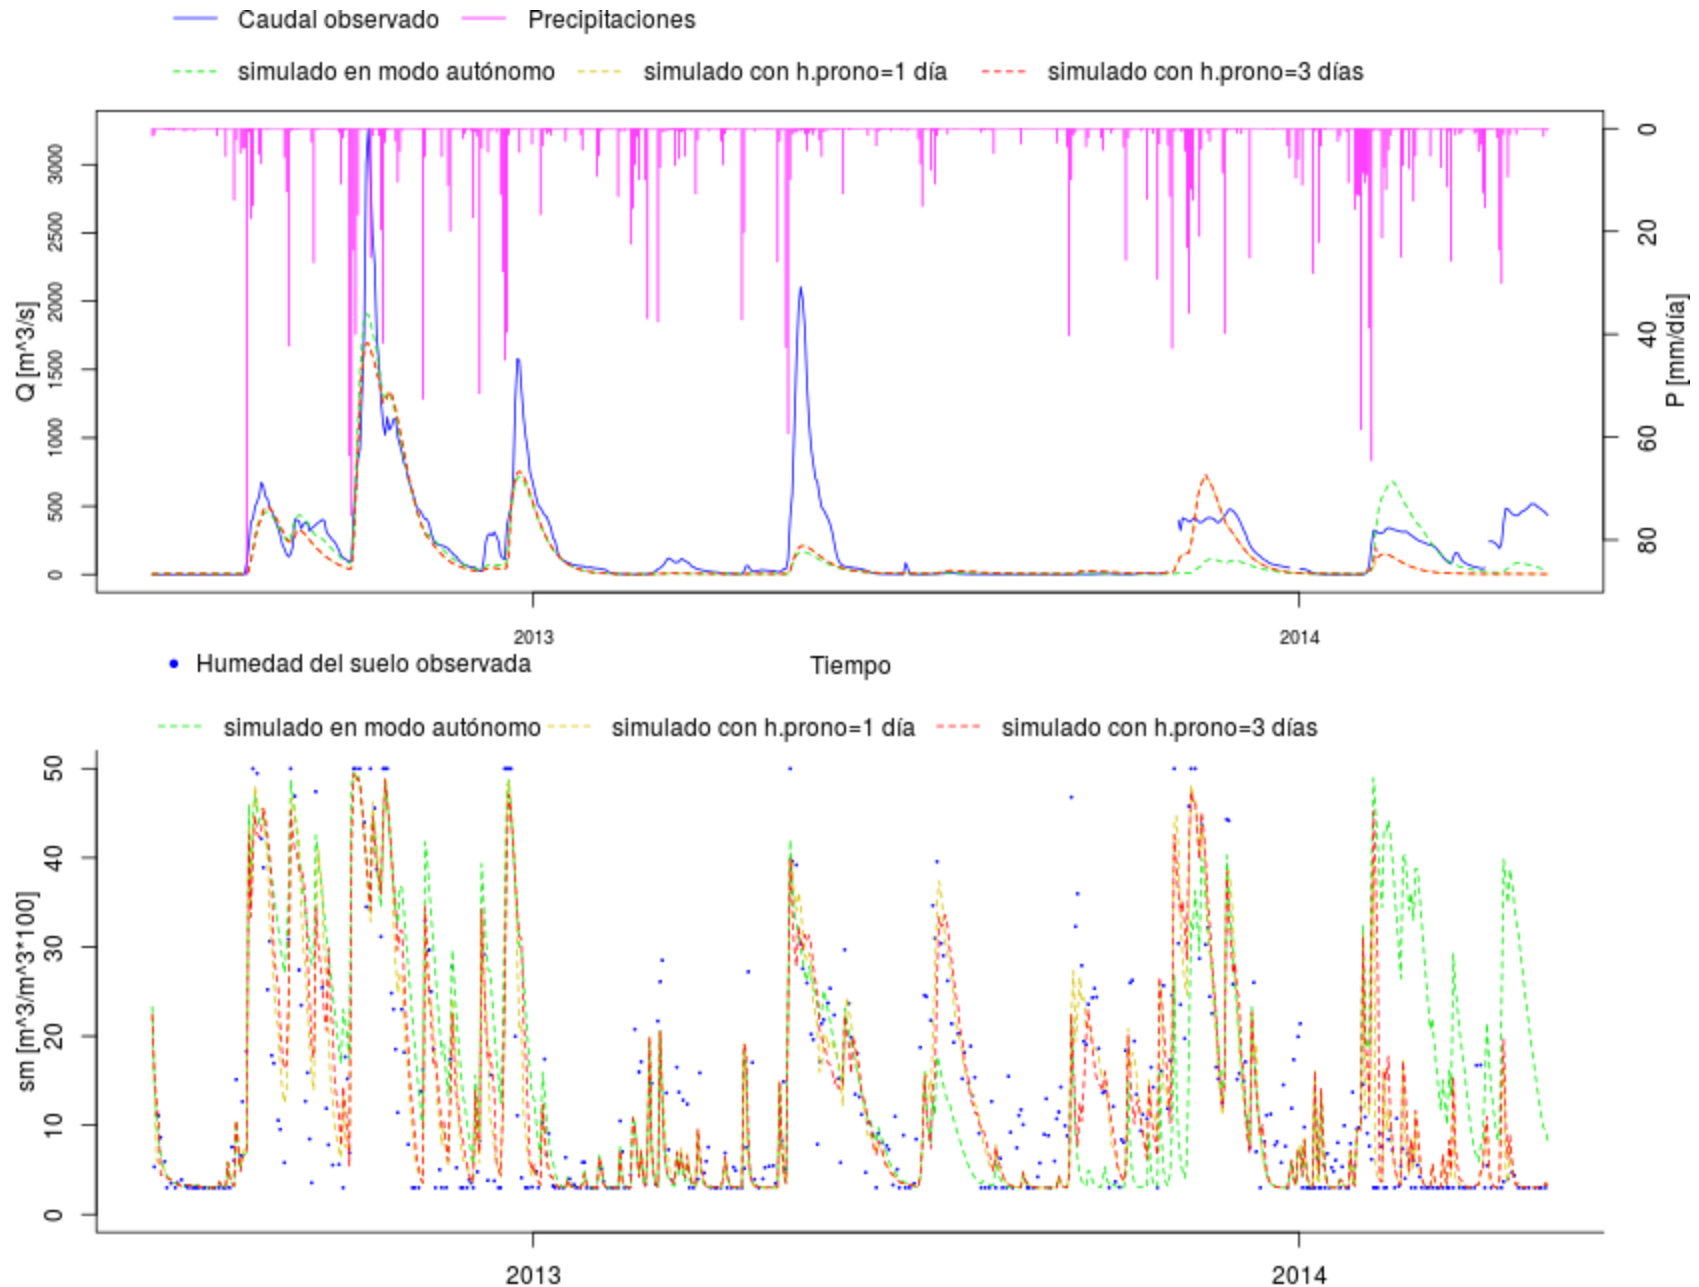 Caudal observado Precipitaciones
simulado en modo autónomo simulado con h.prono=1 día simulado con h.prono=3 días
Q [m^3/s]
3000
2500
2000
1500
1000
500
0
0
20
40
60
80
P [mm/día]
2013 2014
Tiempo
Humedad del suelo observada
simulado en modo autónomo simulado con h.prono=1 día simulado con h.prono=3 días
sm [m^3/m^3*100]
50
40
30
20
10
0
2013 2014